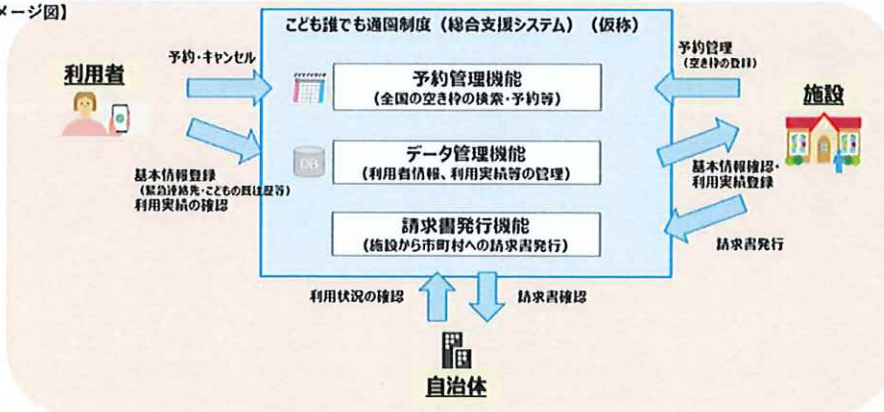 メージ図】
こども誰でも通園制度（総合支援システム）（仮称）
利用者
予約・キャンセル
予約管理機能
（全国の空き枠の検索・予約等）
予約管理
（空き枠の登録）
施設
DB
データ管理機能
（利用者情報、利用実績等の管理）
基本情報登録
（緊急連絡先・こどもの既往歴等）
利用実績の確認
基本情報確認・
利用実績登録
請求書発行機能
（施設から市町村への請求書発行）
請求書発行
利用状況の確認
請求書確認
自治体